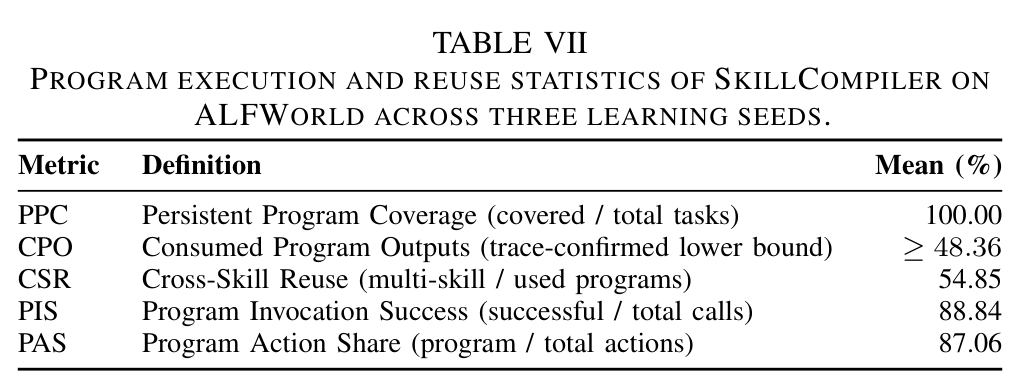 TABLE VII
PROGRAM EXECUTION AND REUSE STATISTICS OF SKILLCOMPILER ON
ALFWORLD ACROSS THREE LEARNING SEEDS.
Metric Definition Mean (%)
PPC Persistent Program Coverage (covered / total tasks) 100.00
CPO Consumed Program Outputs (trace-confirmed lower bound) ≥ 48.36
CSR Cross-Skill Reuse (multi-skill / used programs) 54.85
PIS Program Invocation Success (successful / total calls) 88.84
PAS Program Action Share (program / total actions) 87.06